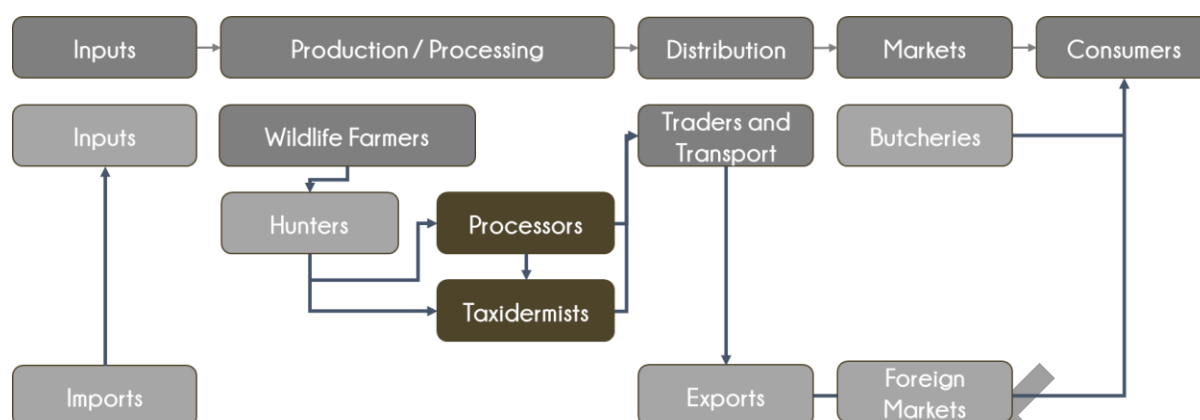 Inputs
Production / Processing
Distribution
Markets
Consumers
Inputs
Wildlife Farmers
Traders and
Transport
Butcheries
Hunters
Processors
Taxidermists
Imports
Exports
Foreign
Markets